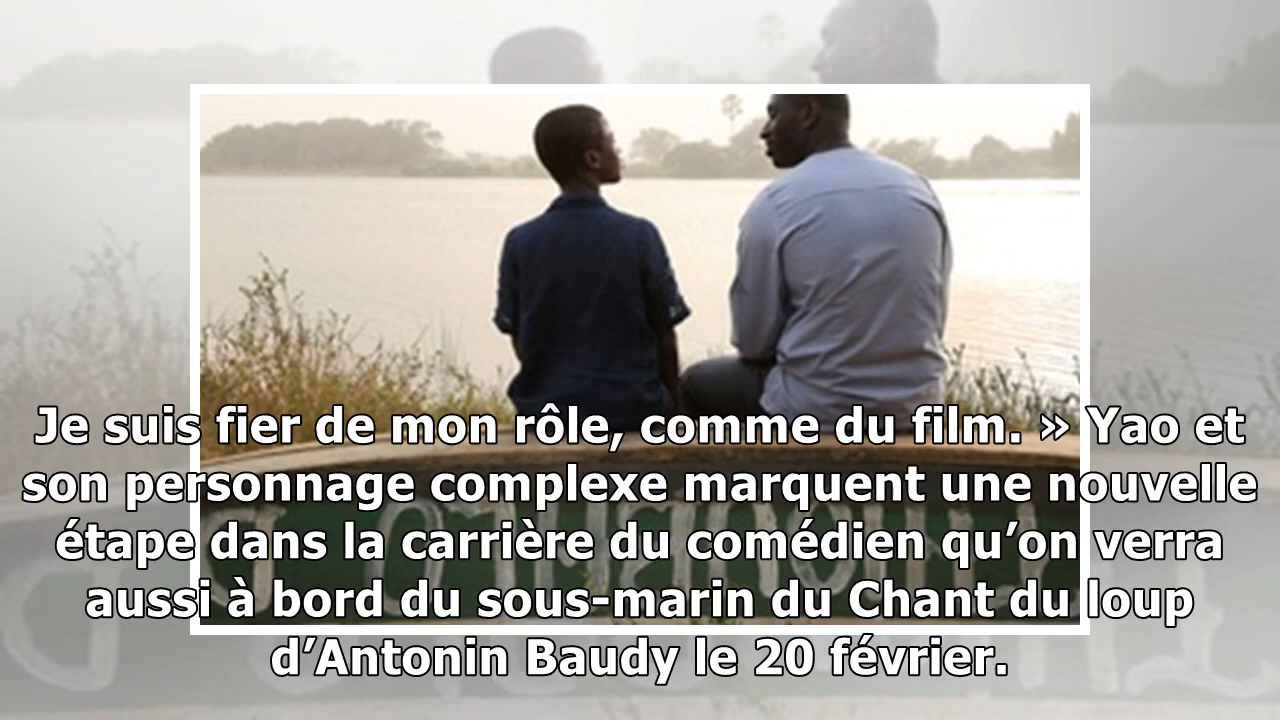 Je suis fier de mon rôle, comme du film. » Yao et
son personnage complexe marquent une nouvelle
étape dans la carrière du comédien qu’on verra
aussi à bord du sous-marin du Chant du loup
d’Antonin Baudy le 20 février.